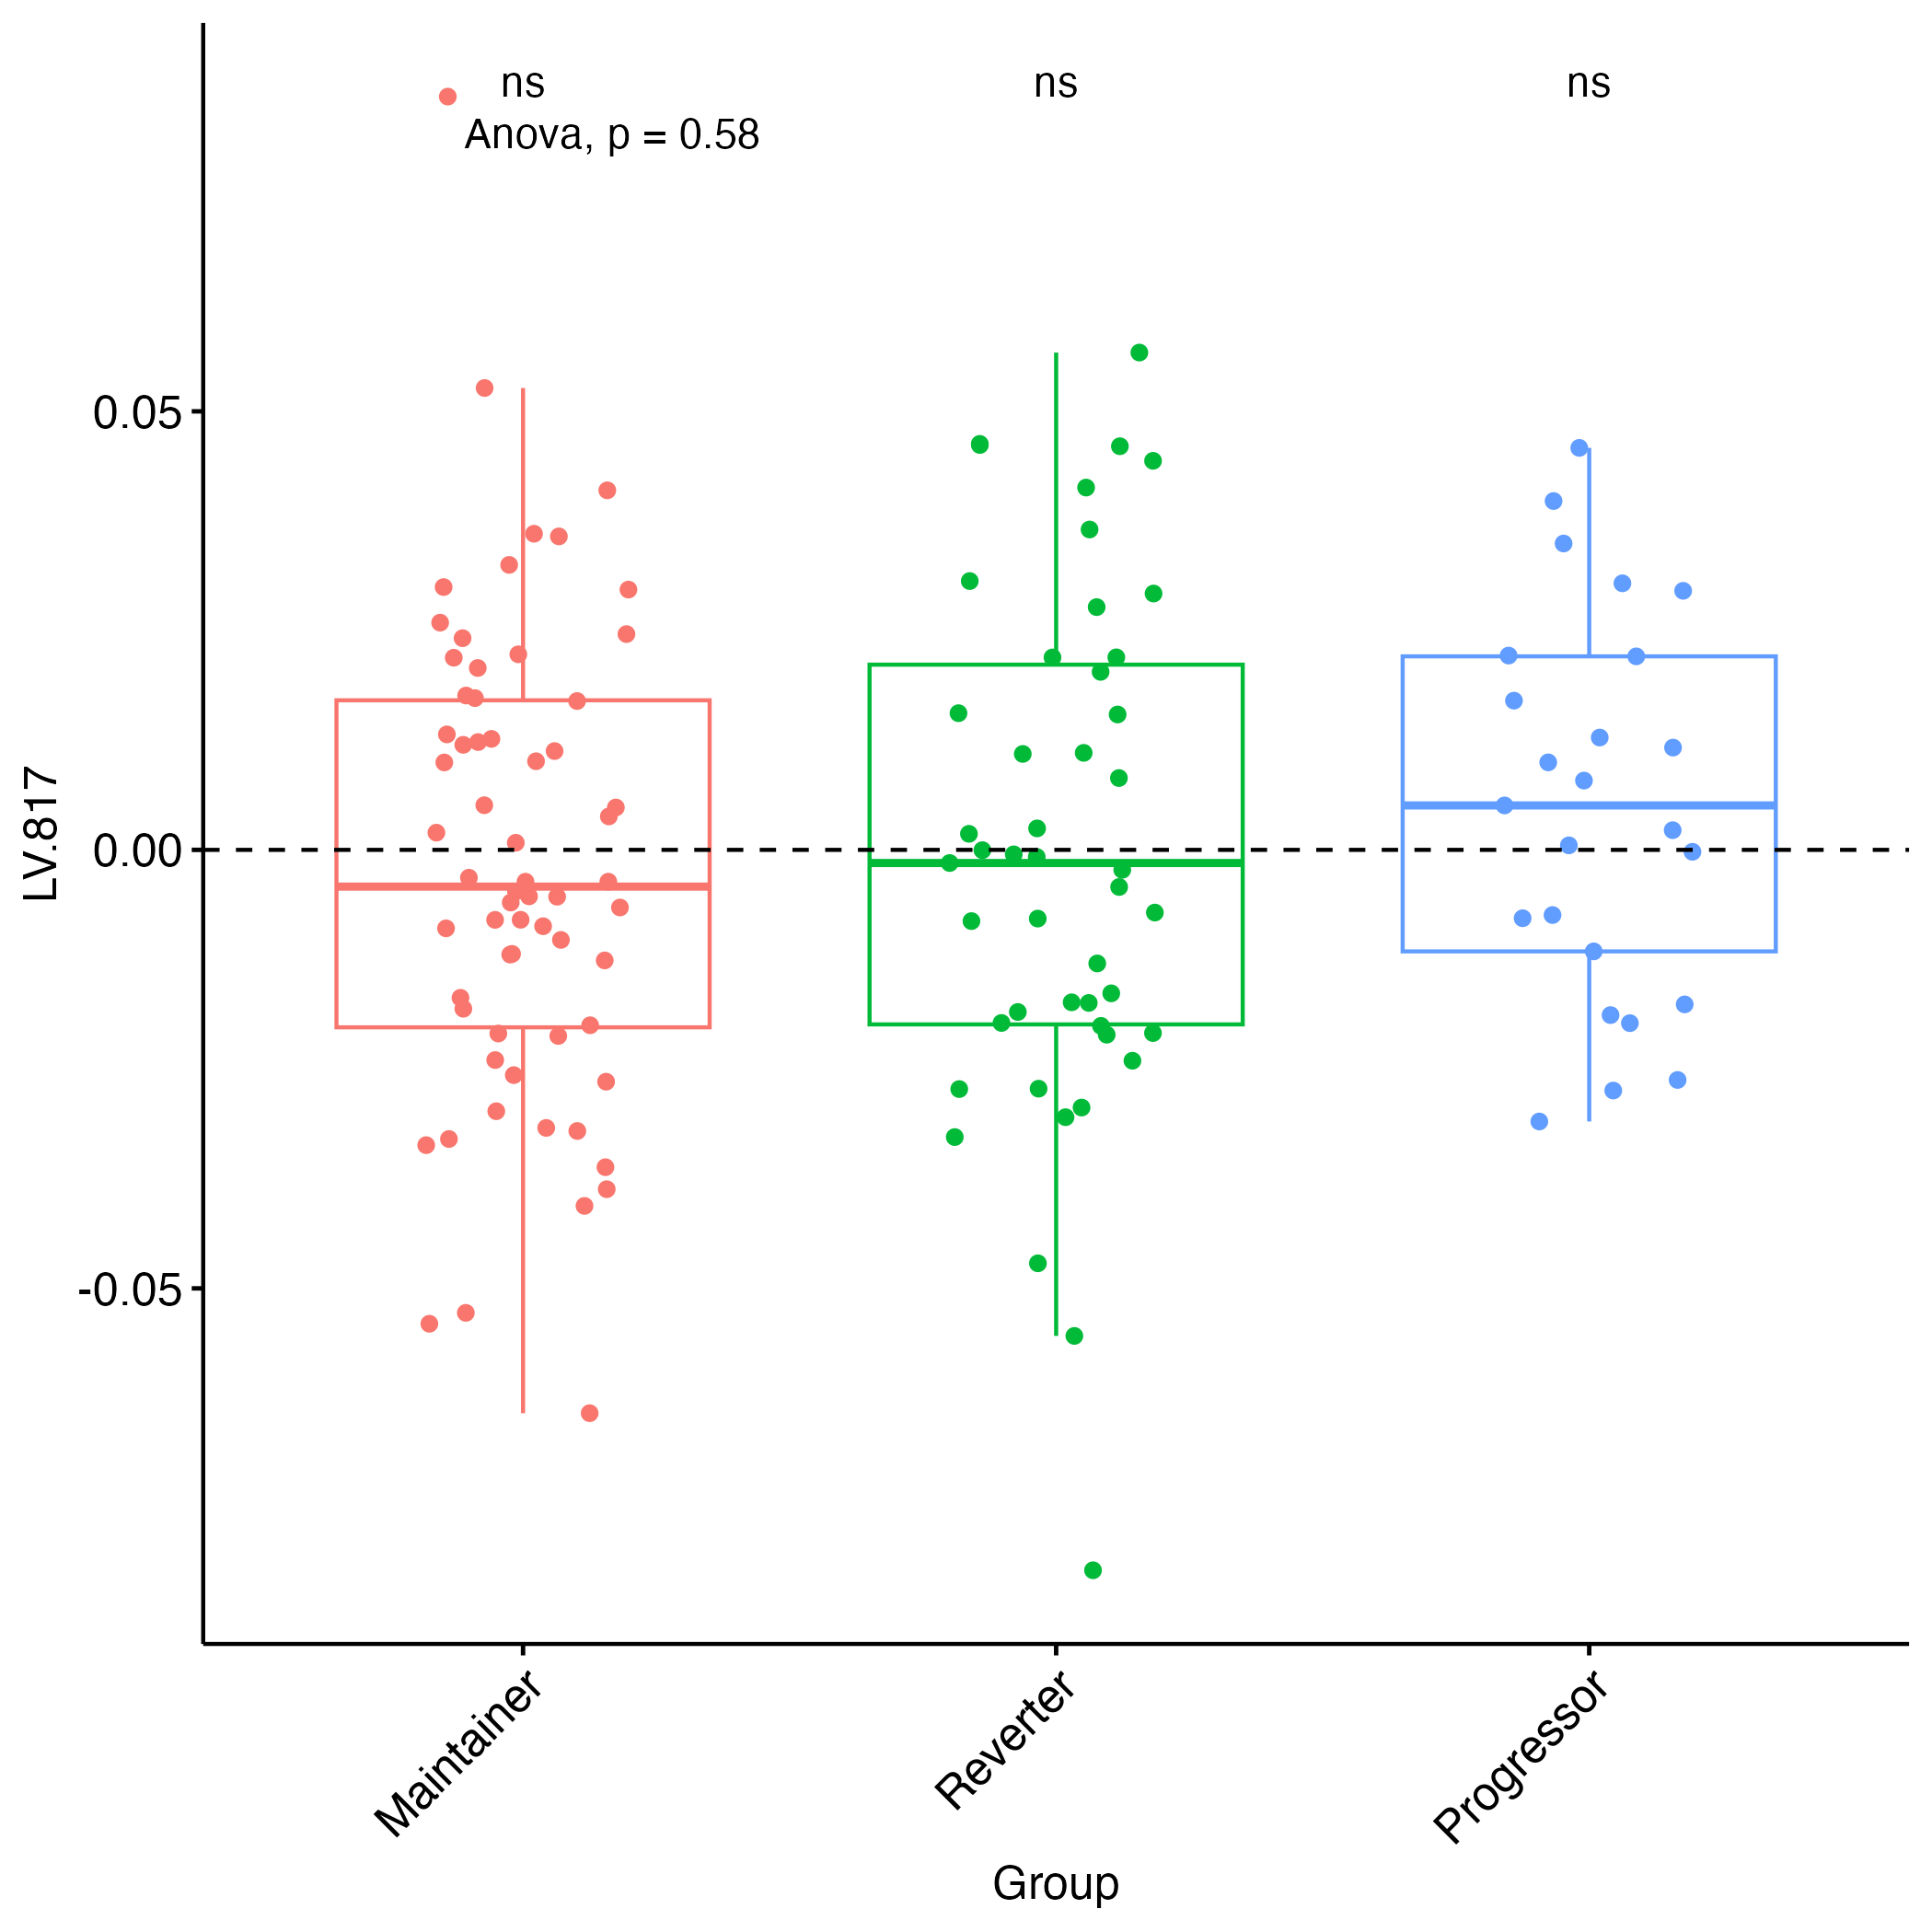 ns ns ns
Anova, p = 0.58
LV.817
0.05
0.00
-0.05
Maintainer
Reverter
Progressor
Group